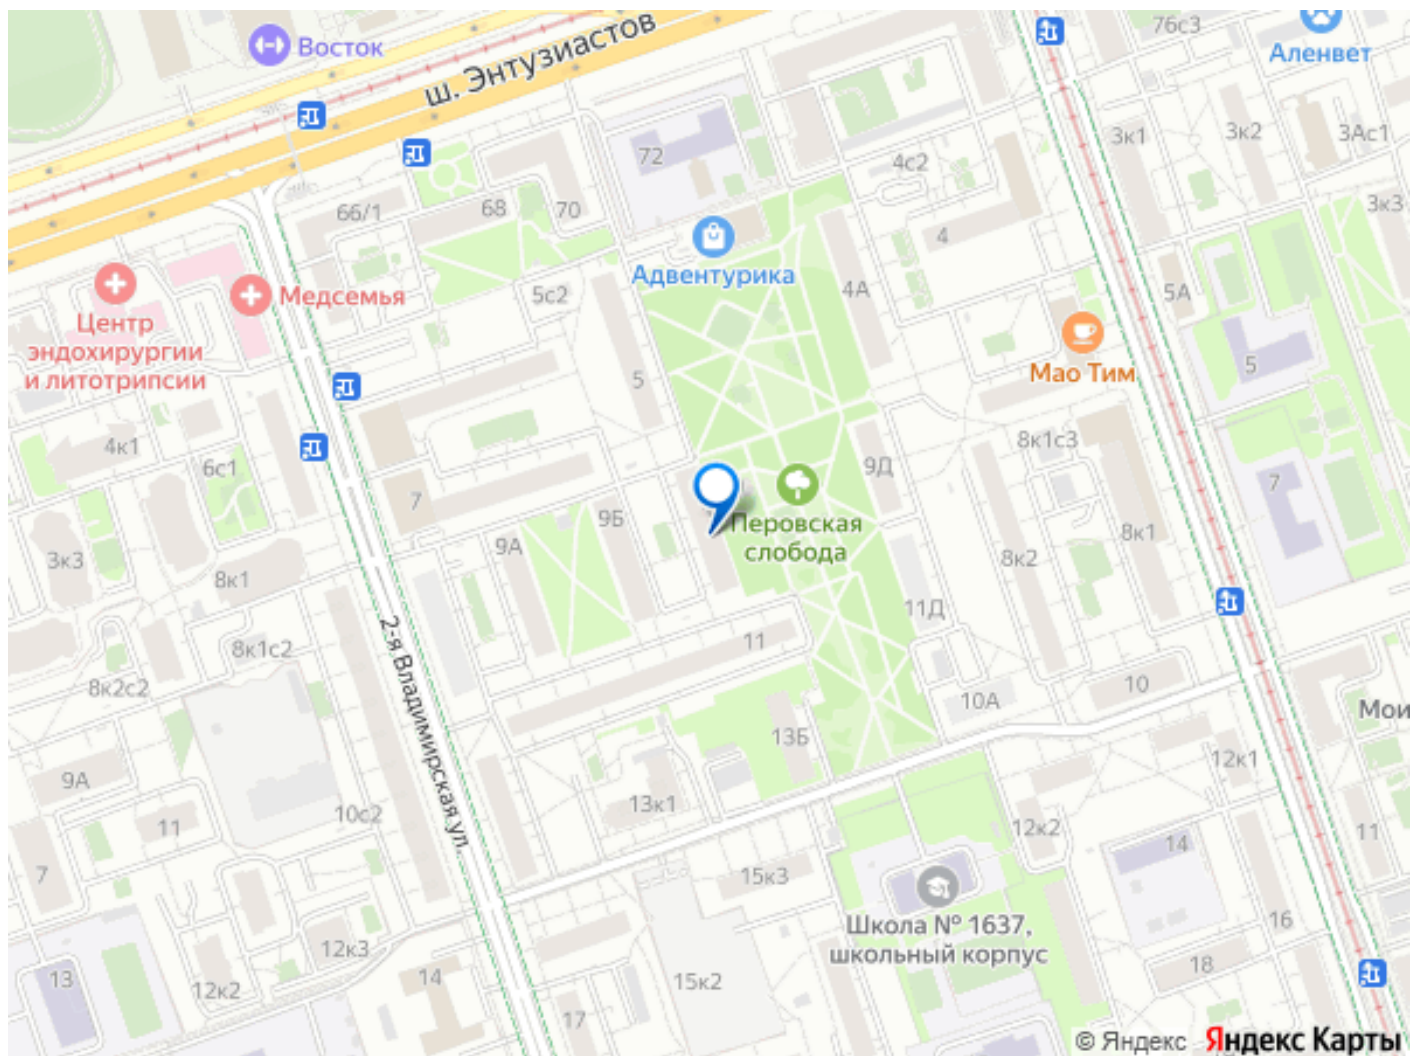 Восток
ш. Энтузиастов
76с3
Аленвет
3к1
3к2
3Ас1
72
4с2
3к3
66/1
68
70
4
Адвентурика
Медсемья
5с2
4А
5А
Центр
эндохирургии
и литотрипсии
Мао Тим
5
5
4к1
6с1
8к1с3
9Д
7
7
9Б
Перовская
слобода
9А
3к3
8к1
8к2
8к1
11Д
2-я Владимирская ул.
8к1с2
11
8к2с2
10А
10
Мои
13Б
12к1
9А
13к1
10с2
11
12к2
14
11
7
15к3
Школа № 1637,
школьный корпус
16
12к3
13
12к2
14
15к2
18
17
© Яндекс Яндекс Карты